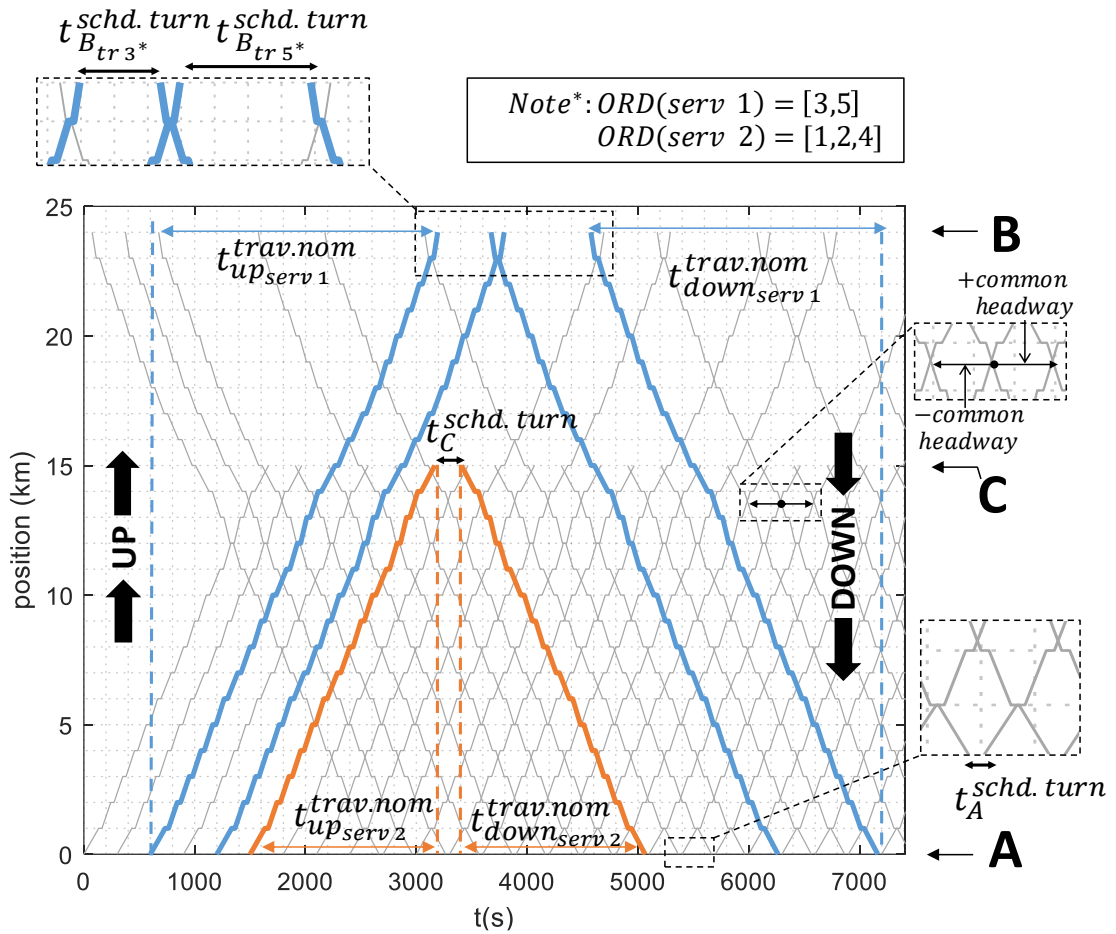 t_{B_{tr 3^*}}^{schd. turn} t_{B_{tr 5^*}}^{schd. turn}
Note*: ORD(serv 1) = [3,5]
ORD(serv 2) = [1,2,4]
25
20
15
10
5
0
position (km)
0 1000 2000 3000 4000 5000 6000 7000
t(s)
t_{up_{serv 1}}^{trav.nom}
t_{down_{serv 1}}^{trav.nom}
t_C^{schd. turn}
UP
DOWN
t_{up_{serv 2}}^{trav.nom}
t_{down_{serv 2}}^{trav.nom}
B
+common
headway
−common
headway
C
t_A^{schd. turn}
A